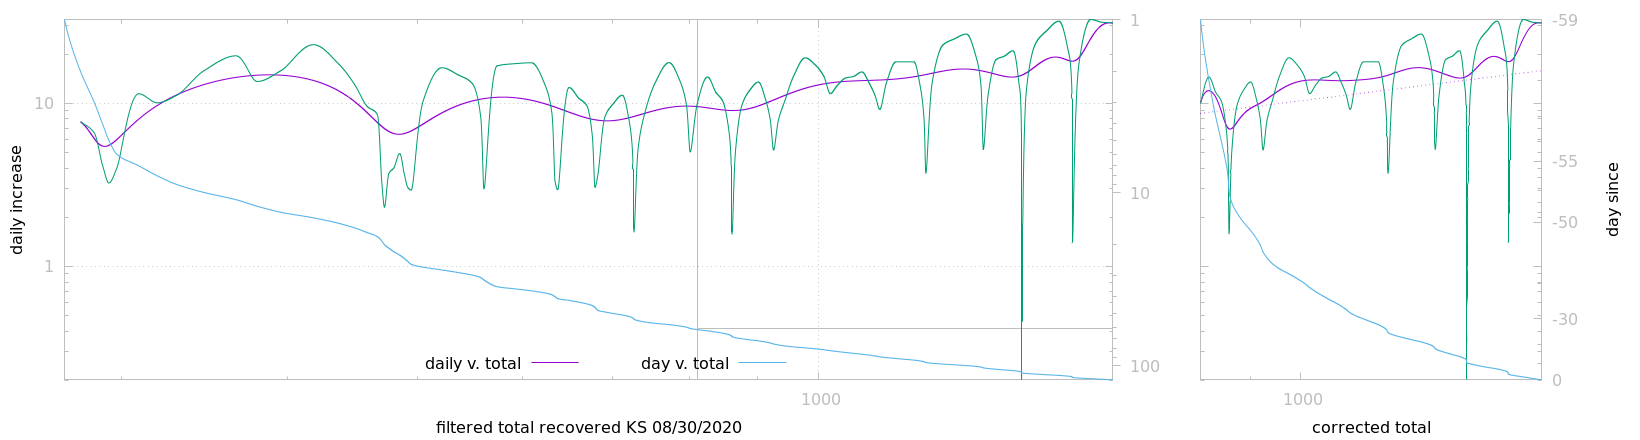 1
-59
10
daily increase
-55
10
-50
day since
1
-30
daily v. total
day v. total
100
0
1000
1000
filtered total recovered KS 08/30/2020
corrected total